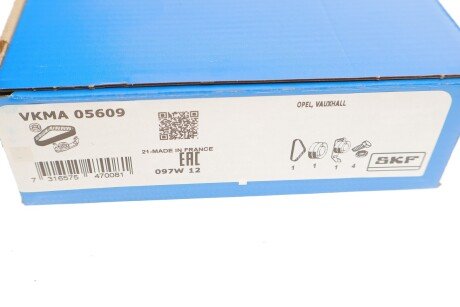 VKMA 05609
OPEL, VAUXHALL
21-MADE IN FRANCE
EAC
097W 12
7 316576 470081
1 1 1 4
SKF